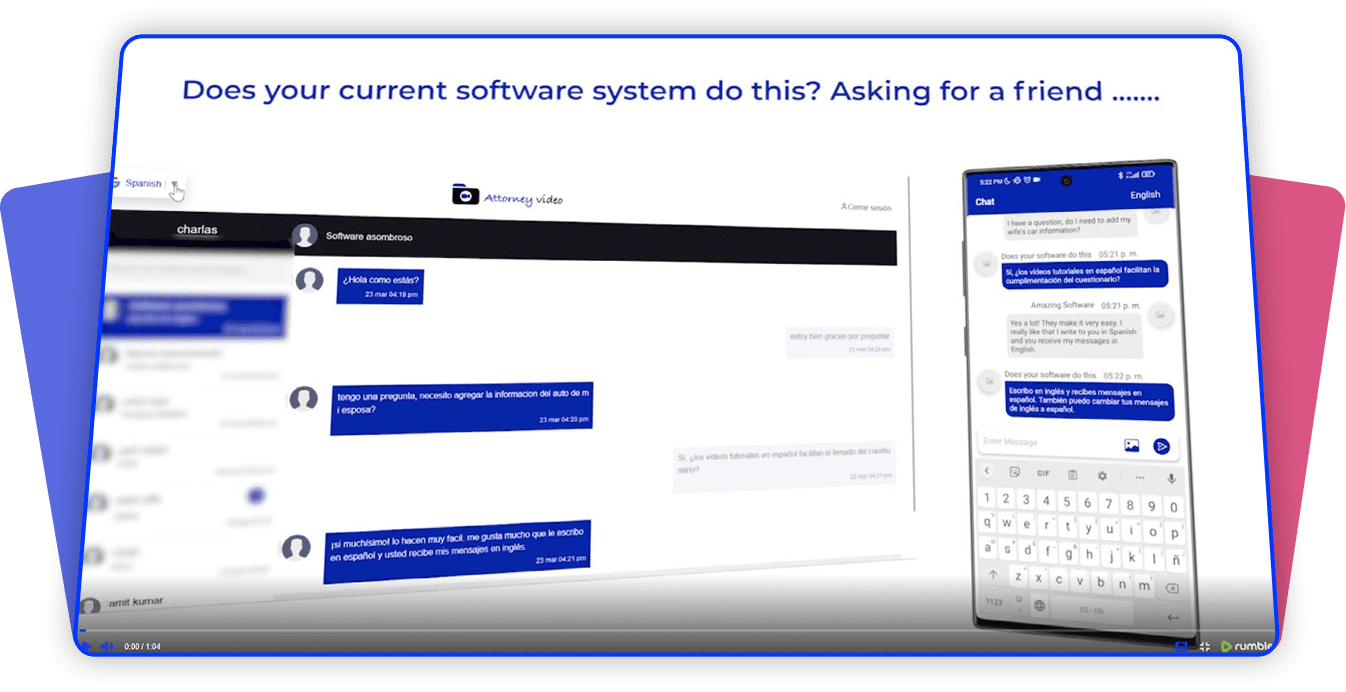 Does your current software system do this? Asking for a friend .......
Spanish
Attorney video
Cerrar sesión
charlas
Software asombroso
¿Hola como estás?
23 mar 04:19 pm
estoy bien gracias por preguntar
23 mar 04:20 pm
tengo una pregunta, necesito agregar la informacion del auto de m
i esposa?
23 mar 04:20 pm
Sí, ¿los videos tutoriales en español facilitan el llenado del cuestio
nario?
23 mar 04:21 pm
¡si muchísimo! lo hacen muy facil. me gusta mucho que le escribo
en español y usted recibe mis mensajes en inglés.
23 mar 04:21 pm
amit kumar
5:22 PM
Chat
English
I have a question, do I need to add my
wife's car information?
Does your software do this 05:21 p. m.
Sí, ¿los vídeos tutoriales en español facilitan la
cumplimentación del cuestionario?
Amazing Software 05:21 p. m.
Yes a lot! They make it very easy. I
really like that I write to you in Spanish
and you receive my messages in
English.
Does your software do this 05:22 p. m.
Escribo en inglés y recibes mensajes en
español. También puedo cambiar tus mensajes
de inglés a español.
Enter Message
GIF
1 2 3 4 5 6 7 8 9 0
q w e r t y u i o p
a s d f g h j k l ñ
z x c v b n m
?123
ES • EN
0:00 / 1:04
rumble